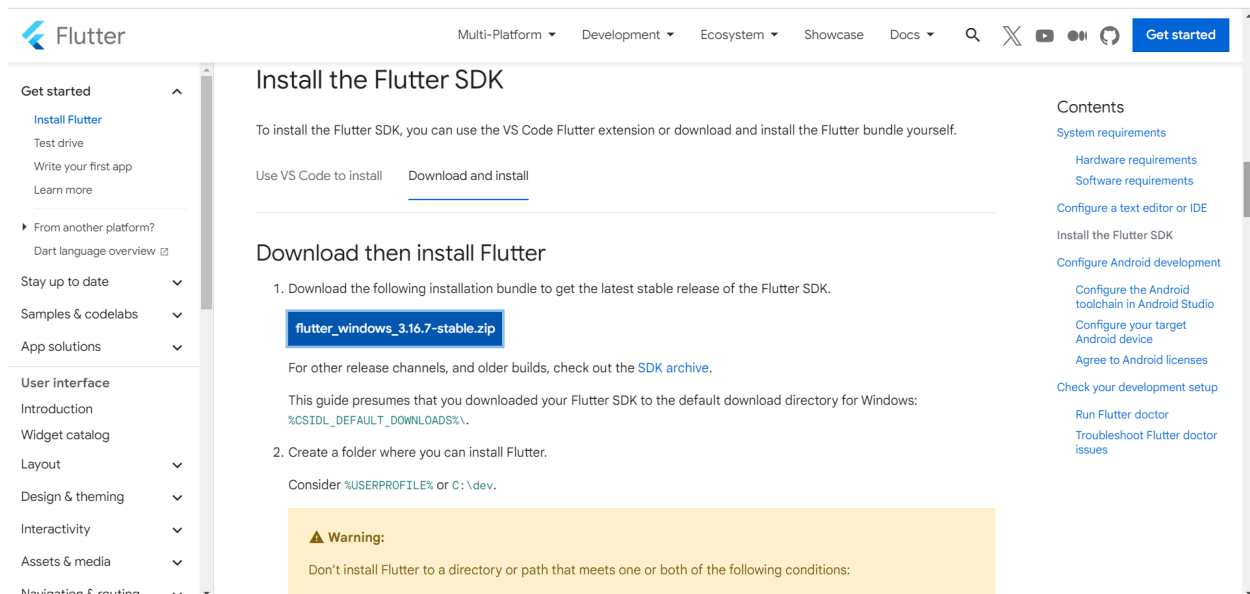 Flutter
Multi-Platform
Development
Ecosystem
Showcase
Docs
Get started
Get started
Install Flutter
Test drive
Write your first app
Learn more
From another platform?
Dart language overview
Stay up to date
Samples & codelabs
App solutions
User interface
Introduction
Widget catalog
Layout
Design & theming
Interactivity
Assets & media
Navigation & routing
Install the Flutter SDK
To install the Flutter SDK, you can use the VS Code Flutter extension or download and install the Flutter bundle yourself.
Use VS Code to install
Download and install
Download then install Flutter
1. Download the following installation bundle to get the latest stable release of the Flutter SDK.
flutter_windows_3.16.7-stable.zip
For other release channels, and older builds, check out the SDK archive.
This guide presumes that you downloaded your Flutter SDK to the default download directory for Windows:
%CSIDL_DEFAULT_DOWNLOADS%\.
2. Create a folder where you can install Flutter.
Consider %USERPROFILE% or C:\dev.
Warning:
Don't install Flutter to a directory or path that meets one or both of the following conditions:
Contents
System requirements
Hardware requirements
Software requirements
Configure a text editor or IDE
Install the Flutter SDK
Configure Android development
Configure the Android
toolchain in Android Studio
Configure your target
Android device
Agree to Android licenses
Check your development setup
Run Flutter doctor
Troubleshoot Flutter doctor
issues